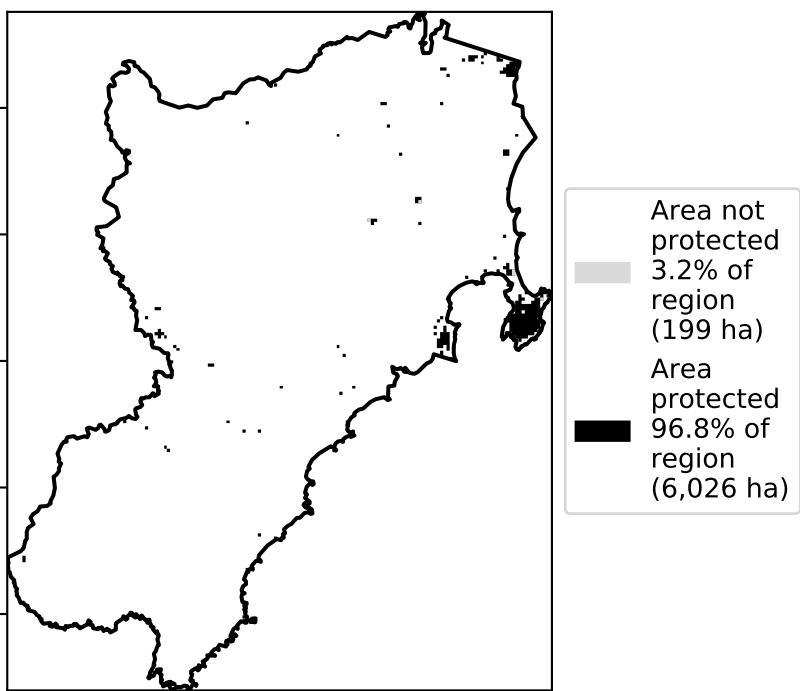 Area not
protected
3.2% of
region
(199 ha)
Area
protected
96.8% of
region
(6,026 ha)